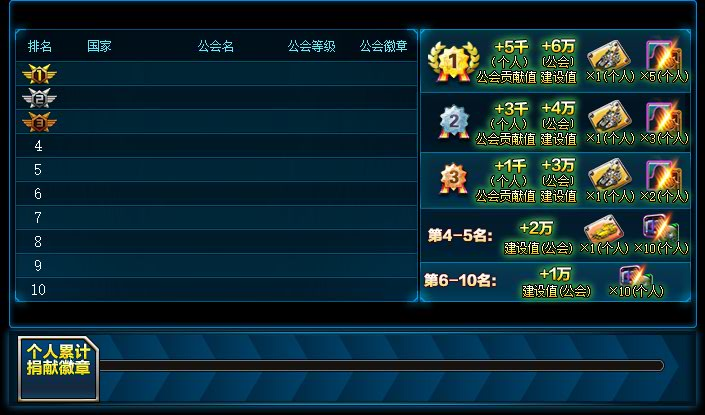 排名 国家 公会名 公会等级 公会徽章
1
2
3
4
5
6
7
8
9
10
1 +5千 +6万
(个人) (公会)
公会贡献值 建设值 ×1(个人) ×5(个人)
2 +3千 +4万
(个人) (公会)
公会贡献值 建设值 ×1(个人) ×3(个人)
3 +1千 +3万
(个人) (公会)
公会贡献值 建设值 ×1(个人) ×2(个人)
第4-5名: +2万
建设值(公会) ×1(个人) ×10(个人)
第6-10名: +1万
建设值(公会) ×10(个人)
个人累计
捐献徽章